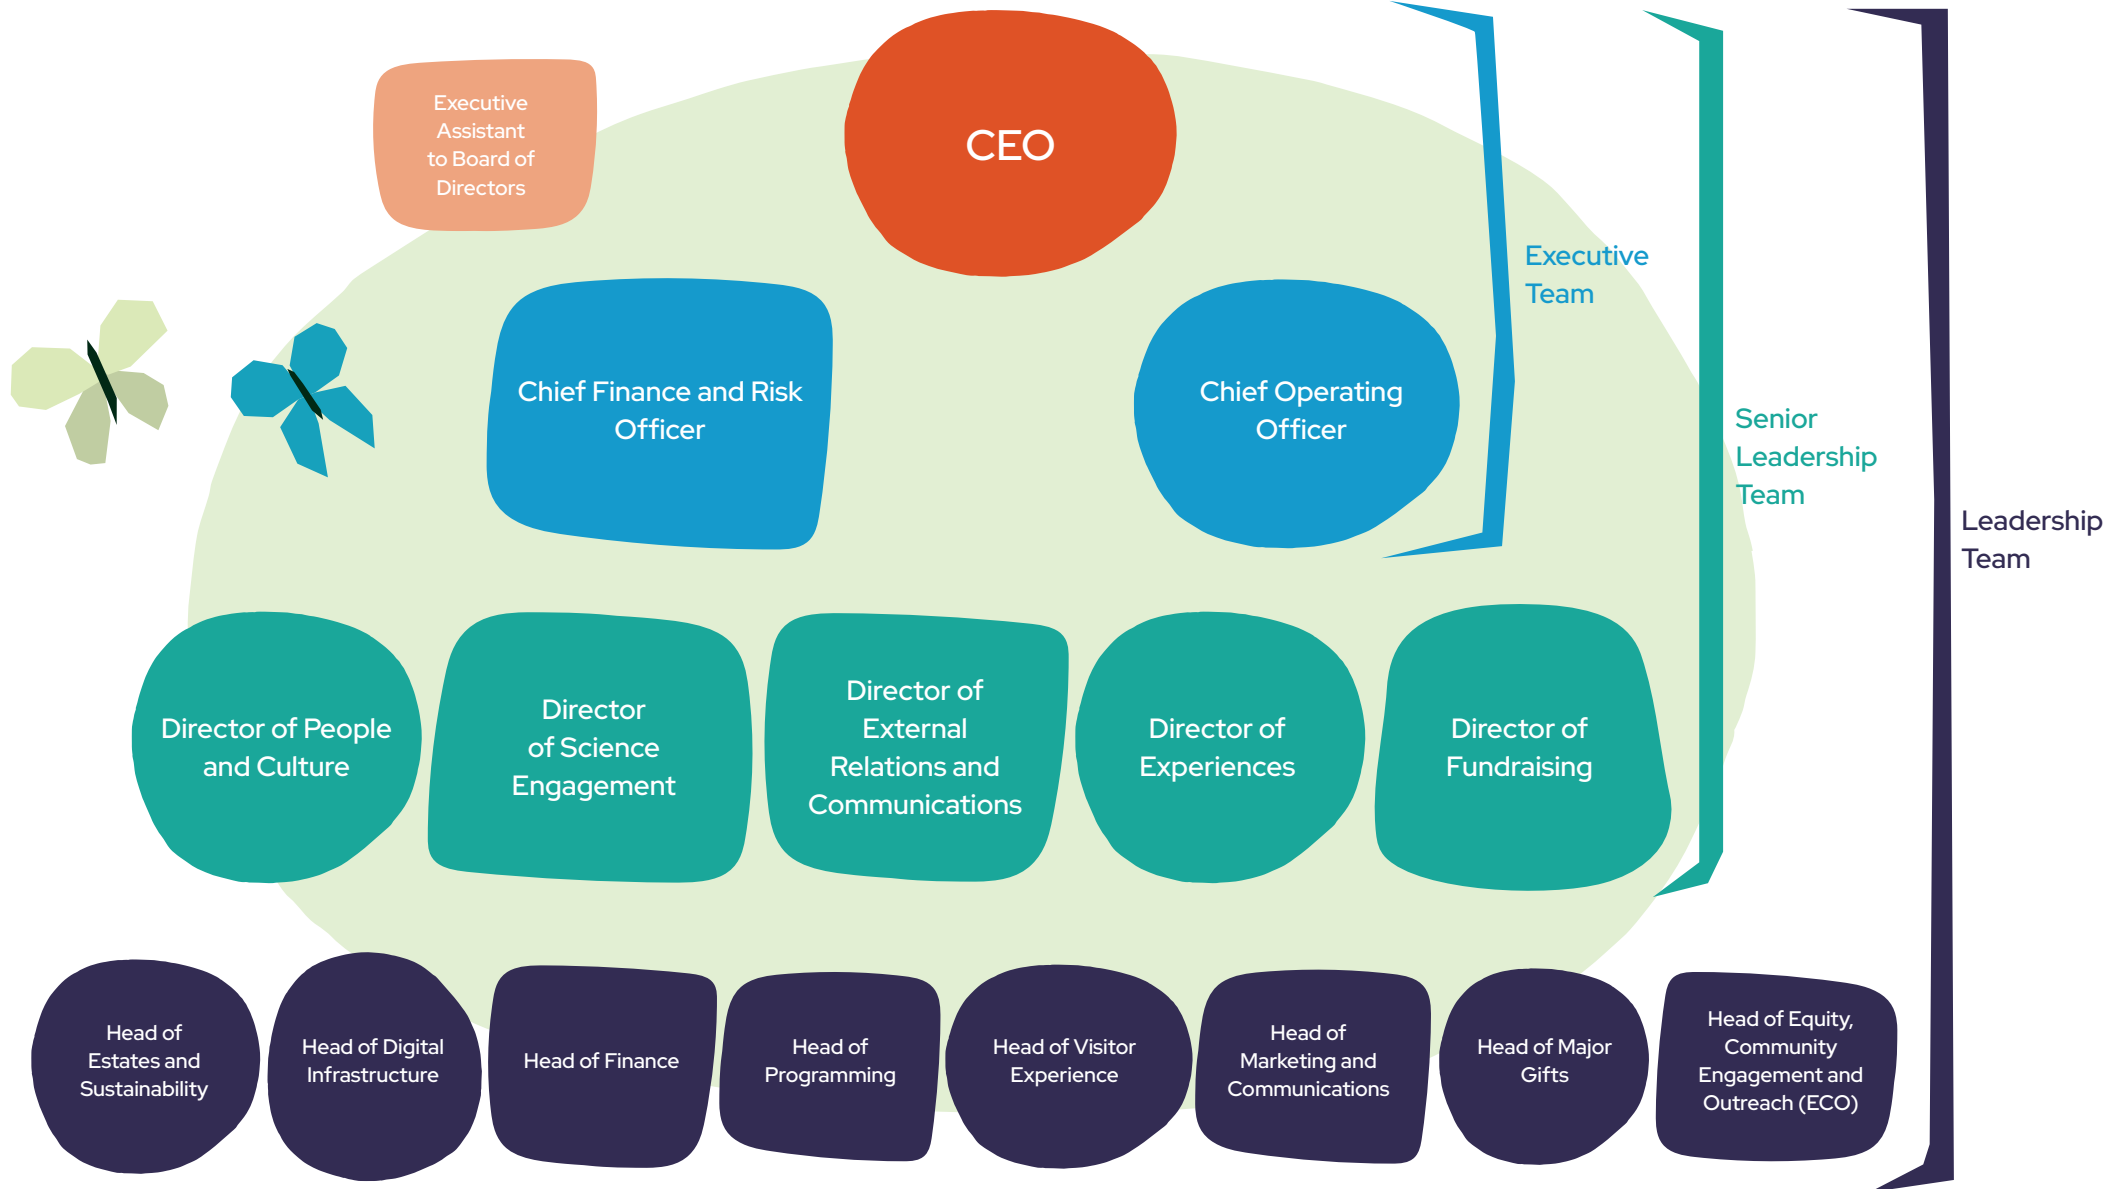 Executive
Assistant
to Board of
Directors
CEO
Executive
Team
Chief Finance and Risk
Officer
Chief Operating
Officer
Senior
Leadership
Team
Leadership
Team
Director of People
and Culture
Director
of Science
Engagement
Director of
External
Relations and
Communications
Director of
Experiences
Director of
Fundraising
Head of
Estates and
Sustainability
Head of Digital
Infrastructure
Head of Finance
Head of
Programming
Head of Visitor
Experience
Head of
Marketing and
Communications
Head of Major
Gifts
Head of Equity,
Community
Engagement and
Outreach (ECO)